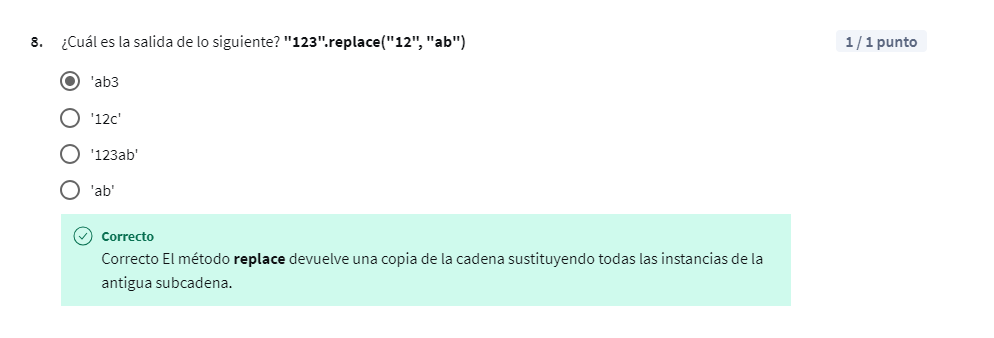 8. ¿Cuál es la salida de lo siguiente? "123".replace("12", "ab")
1 / 1 punto
'ab3
'12c'
'123ab'
'ab'
Correcto
Correcto El método replace devuelve una copia de la cadena sustituyendo todas las instancias de la
antigua subcadena.